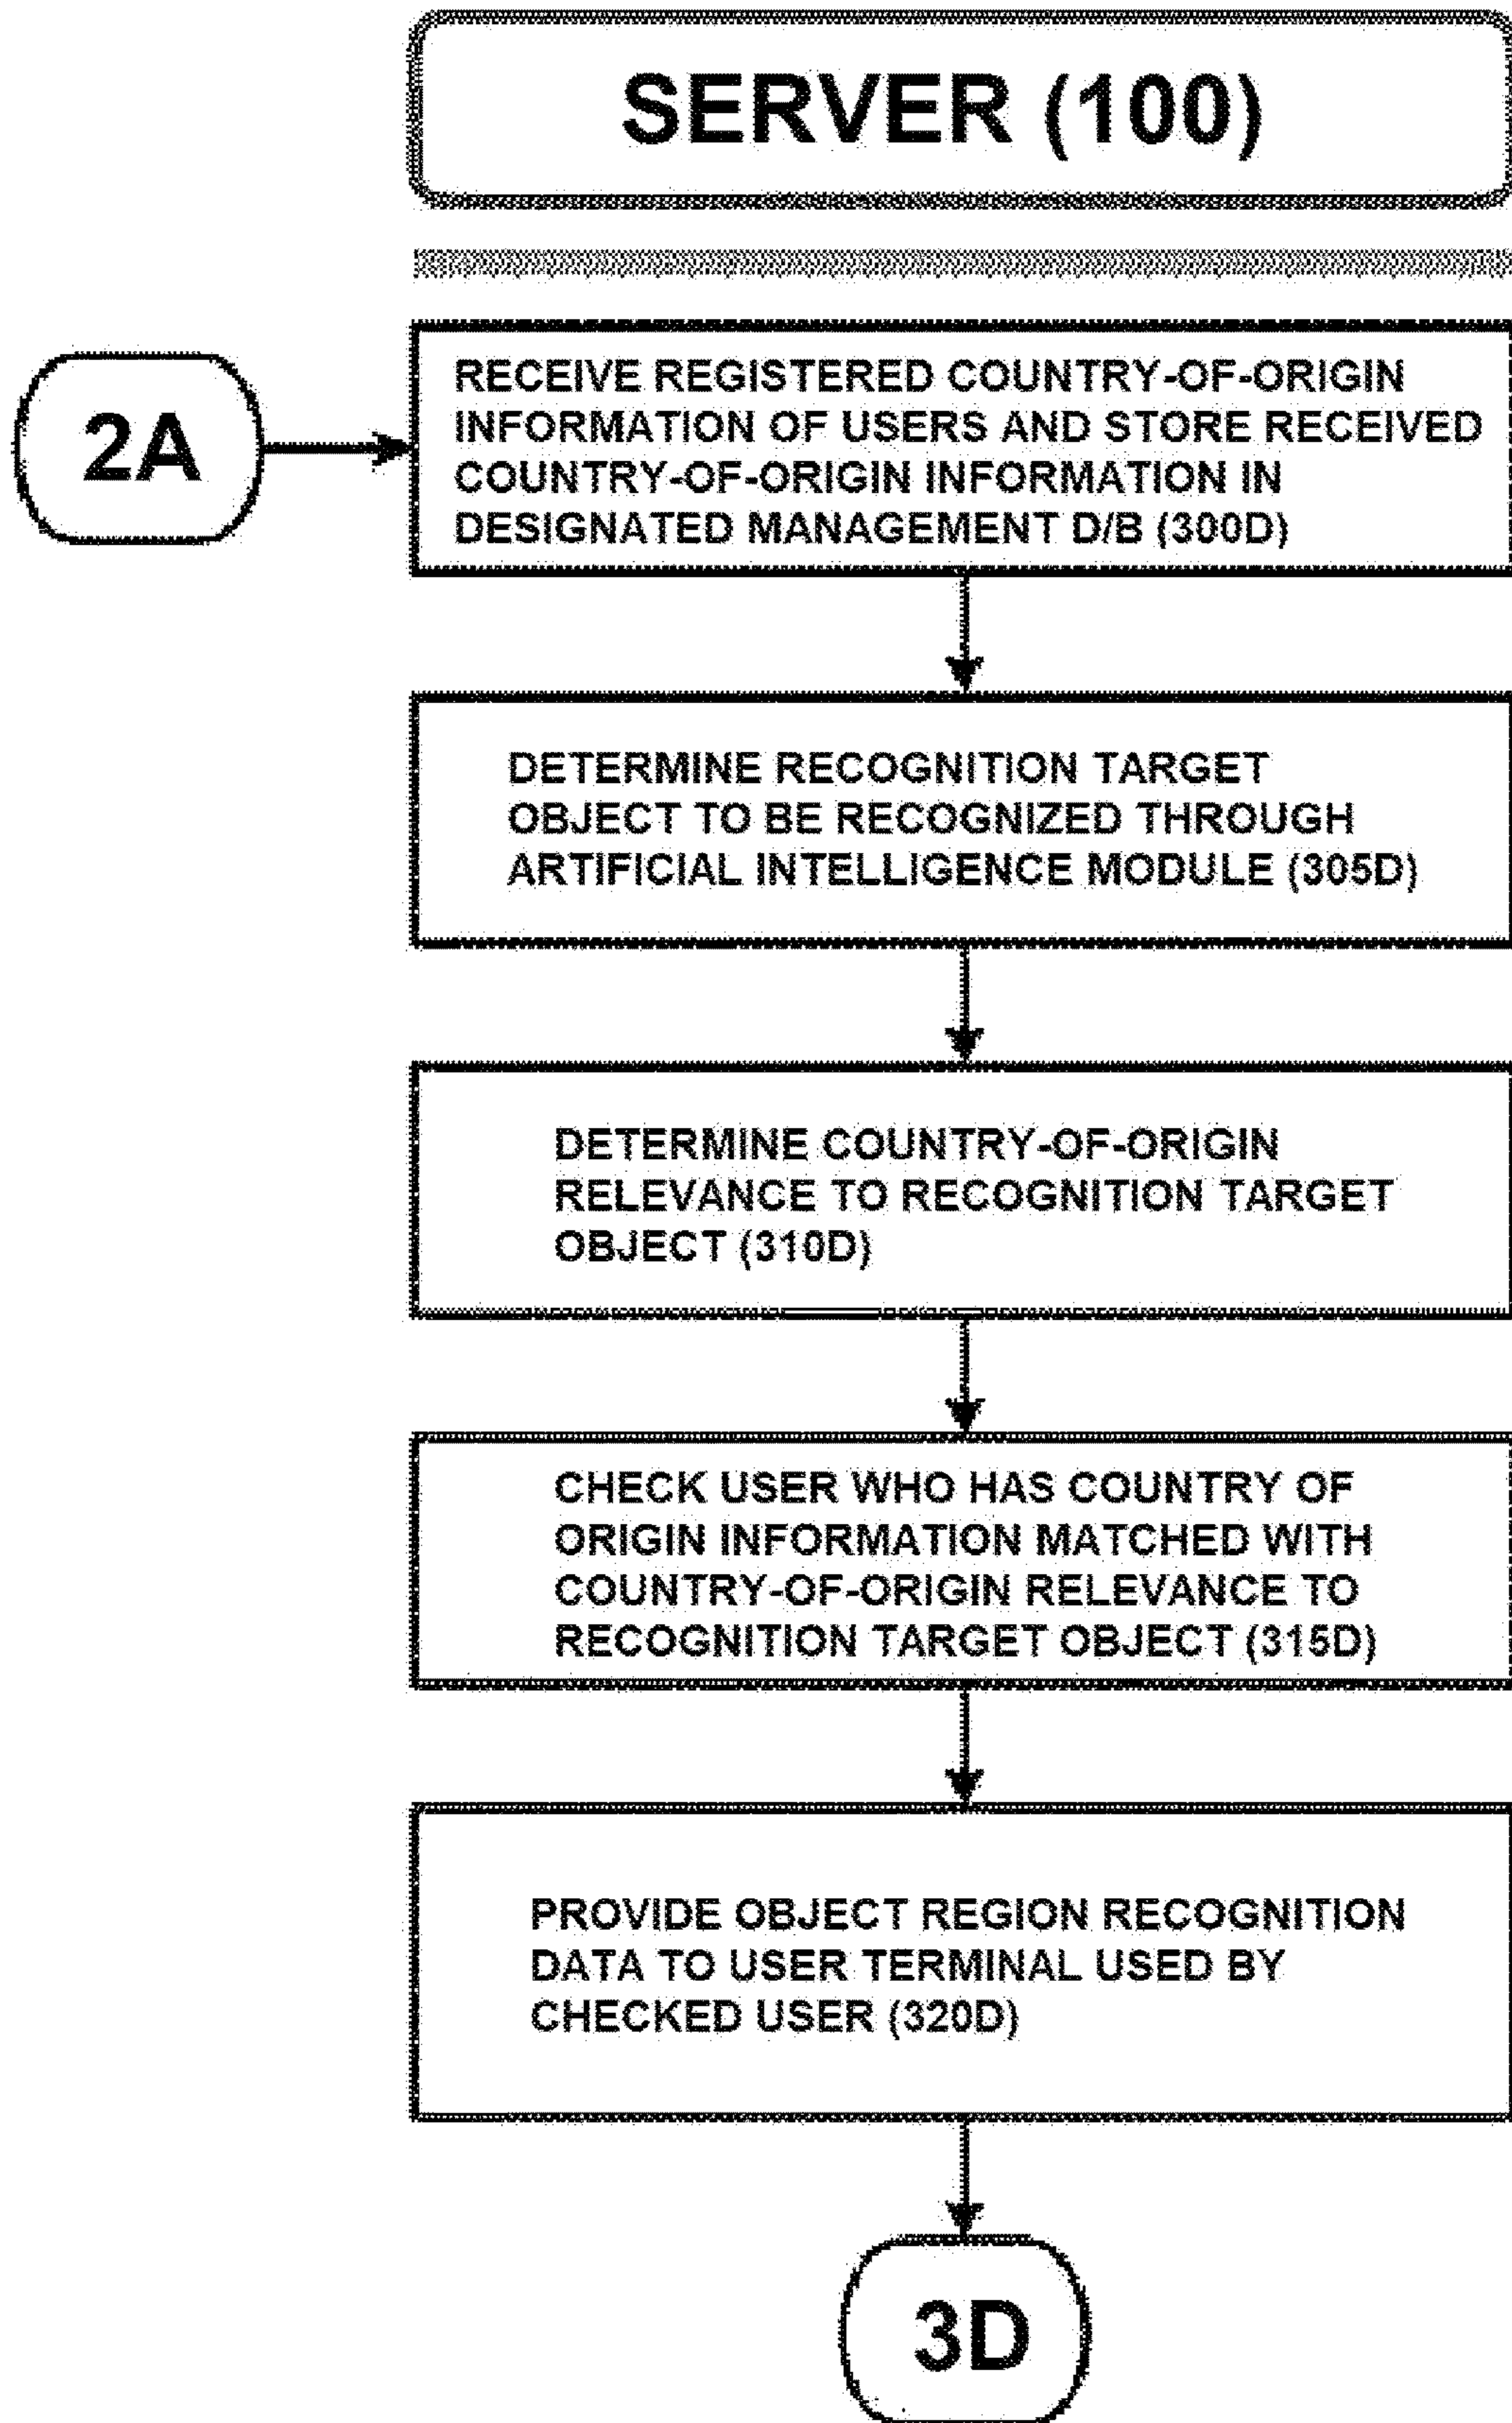 SERVER (100)
2A
RECEIVE REGISTERED COUNTRY-OF-ORIGIN
INFORMATION OF USERS AND STORE RECEIVED
COUNTRY-OF-ORIGIN INFORMATION IN
DESIGNATED MANAGEMENT D/B (300D)
DETERMINE RECOGNITION TARGET
OBJECT TO BE RECOGNIZED THROUGH
ARTIFICIAL INTELLIGENCE MODULE (305D)
DETERMINE COUNTRY-OF-ORIGIN
RELEVANCE TO RECOGNITION TARGET
OBJECT (310D)
CHECK USER WHO HAS COUNTRY OF
ORIGIN INFORMATION MATCHED WITH
COUNTRY-OF-ORIGIN RELEVANCE TO
RECOGNITION TARGET OBJECT (315D)
PROVIDE OBJECT REGION RECOGNITION
DATA TO USER TERMINAL USED BY
CHECKED USER (320D)
3D